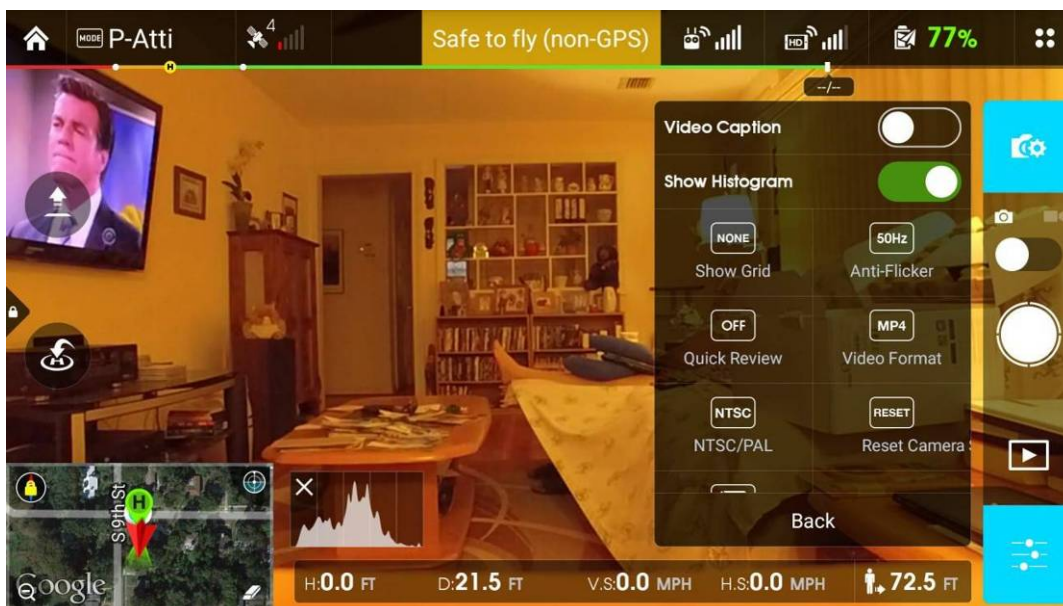 MODE P-Atti
4
Safe to fly (non-GPS)
HD
77%
H
--/--
Video Caption
Show Histogram
NONE
50Hz
Show Grid
Anti-Flicker
OFF
MP4
Quick Review
Video Format
NTSC
RESET
NTSC/PAL
Reset Camera
Back
H
S 9th St
H
Google
H:0.0 FT
D:21.5 FT
V.S:0.0 MPH
H.S:0.0 MPH
72.5 FT